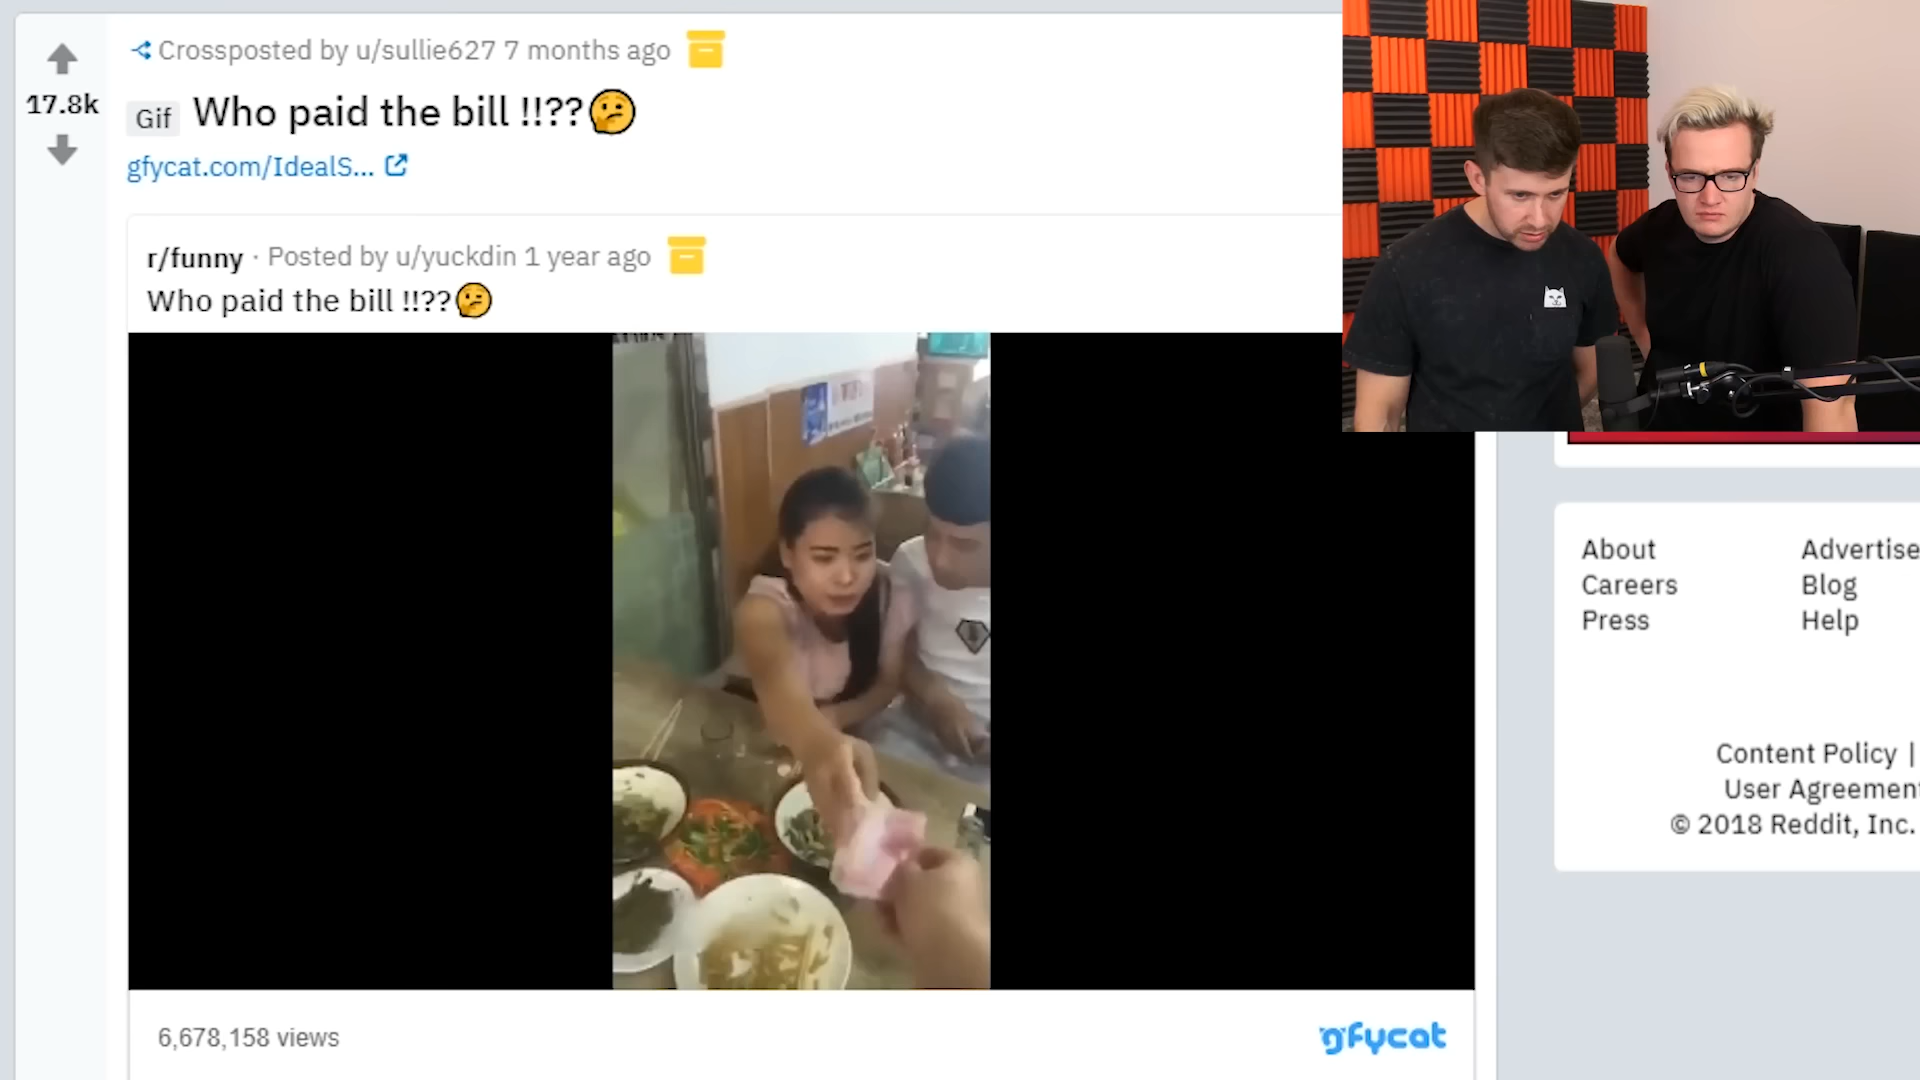 Crossposted by u/sullie627 7 months ago
17.8k
Gif Who paid the bill !!??🤔
gfycat.com/IdealS...
r/funny · Posted by u/yuckdin 1 year ago
Who paid the bill !!??🤔
6,678,158 views
gfycat
About
Careers
Press
Advertise
Blog
Help
Content Policy |
User Agreement
© 2018 Reddit, Inc.